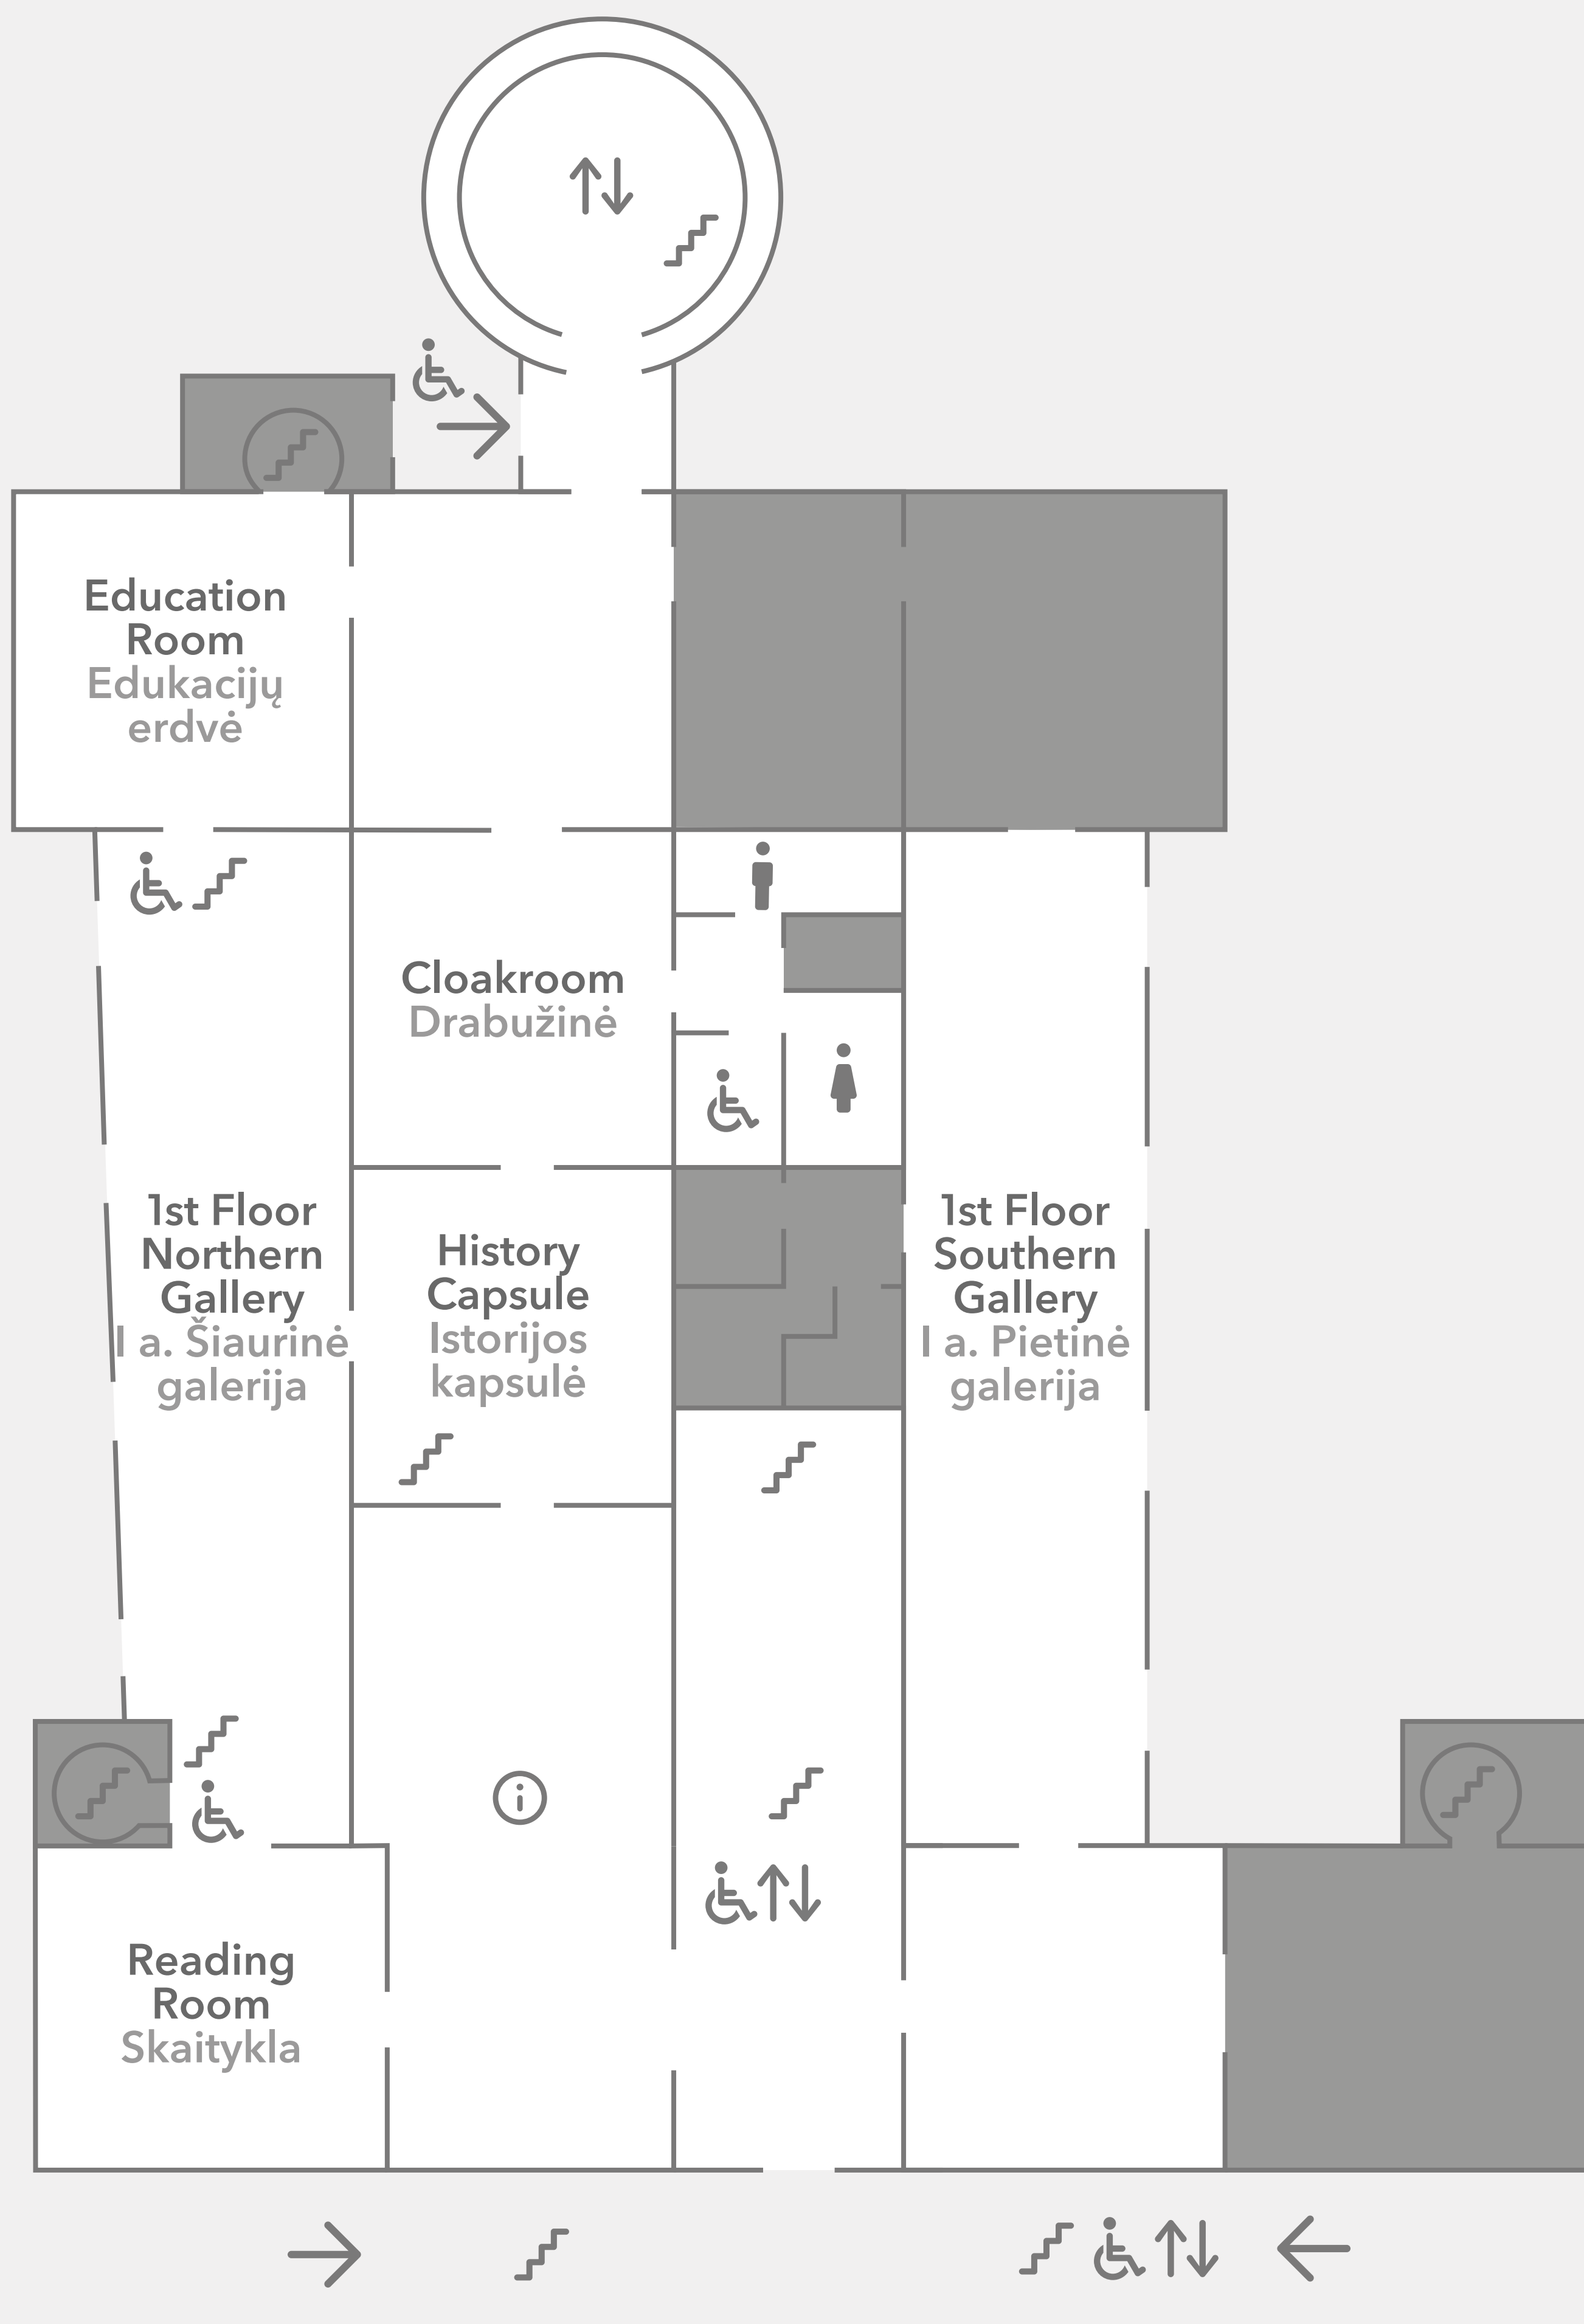 Education
Room
Edukacijų
erdvė
Cloakroom
Drabužinė
1st Floor
Northern
Gallery
I a. Šiaurinė
galerija
History
Capsule
Istorijos
kapsulė
1st Floor
Southern
Gallery
I a. Pietinė
galerija
Reading
Room
Skaitykla